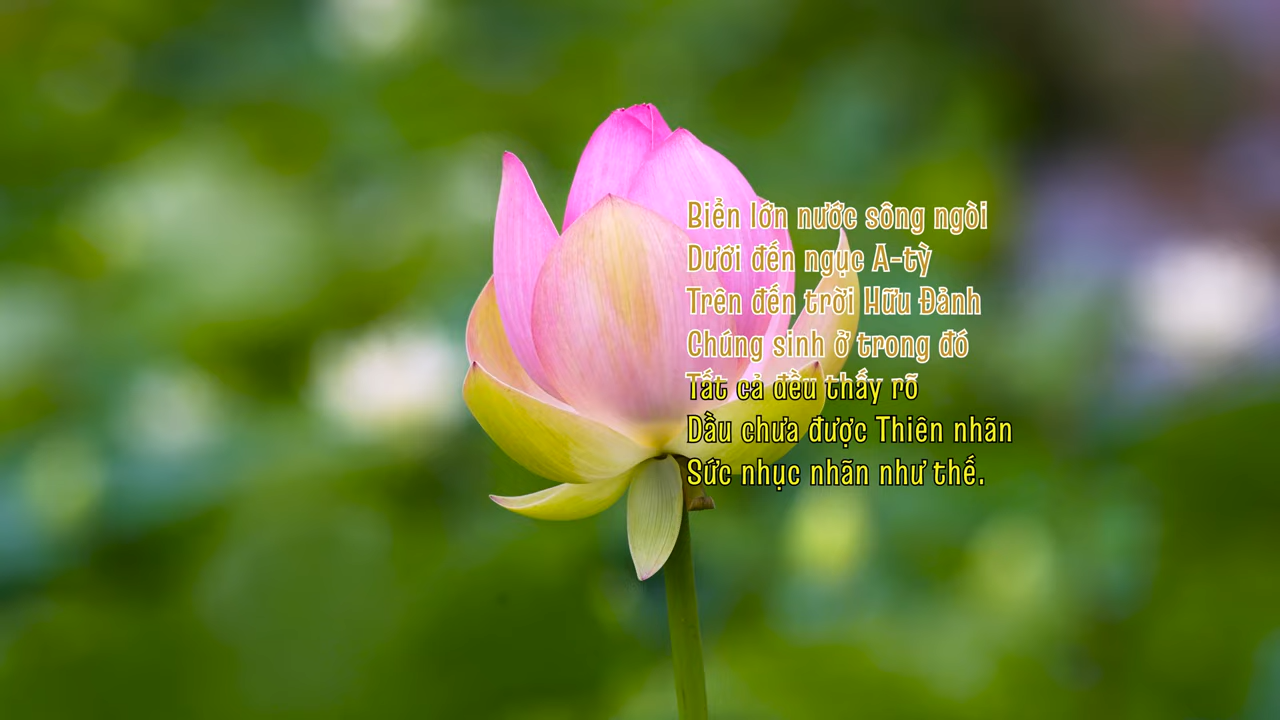 Biển lớn nước sông ngòi
Dưới đến ngục A-tỳ
Trên đến trời Hữu Đảnh
Chúng sinh ở trong đó
Tất cả đều thấy rõ
Dầu chưa được Thiên nhãn
Sức nhục nhãn như thế.